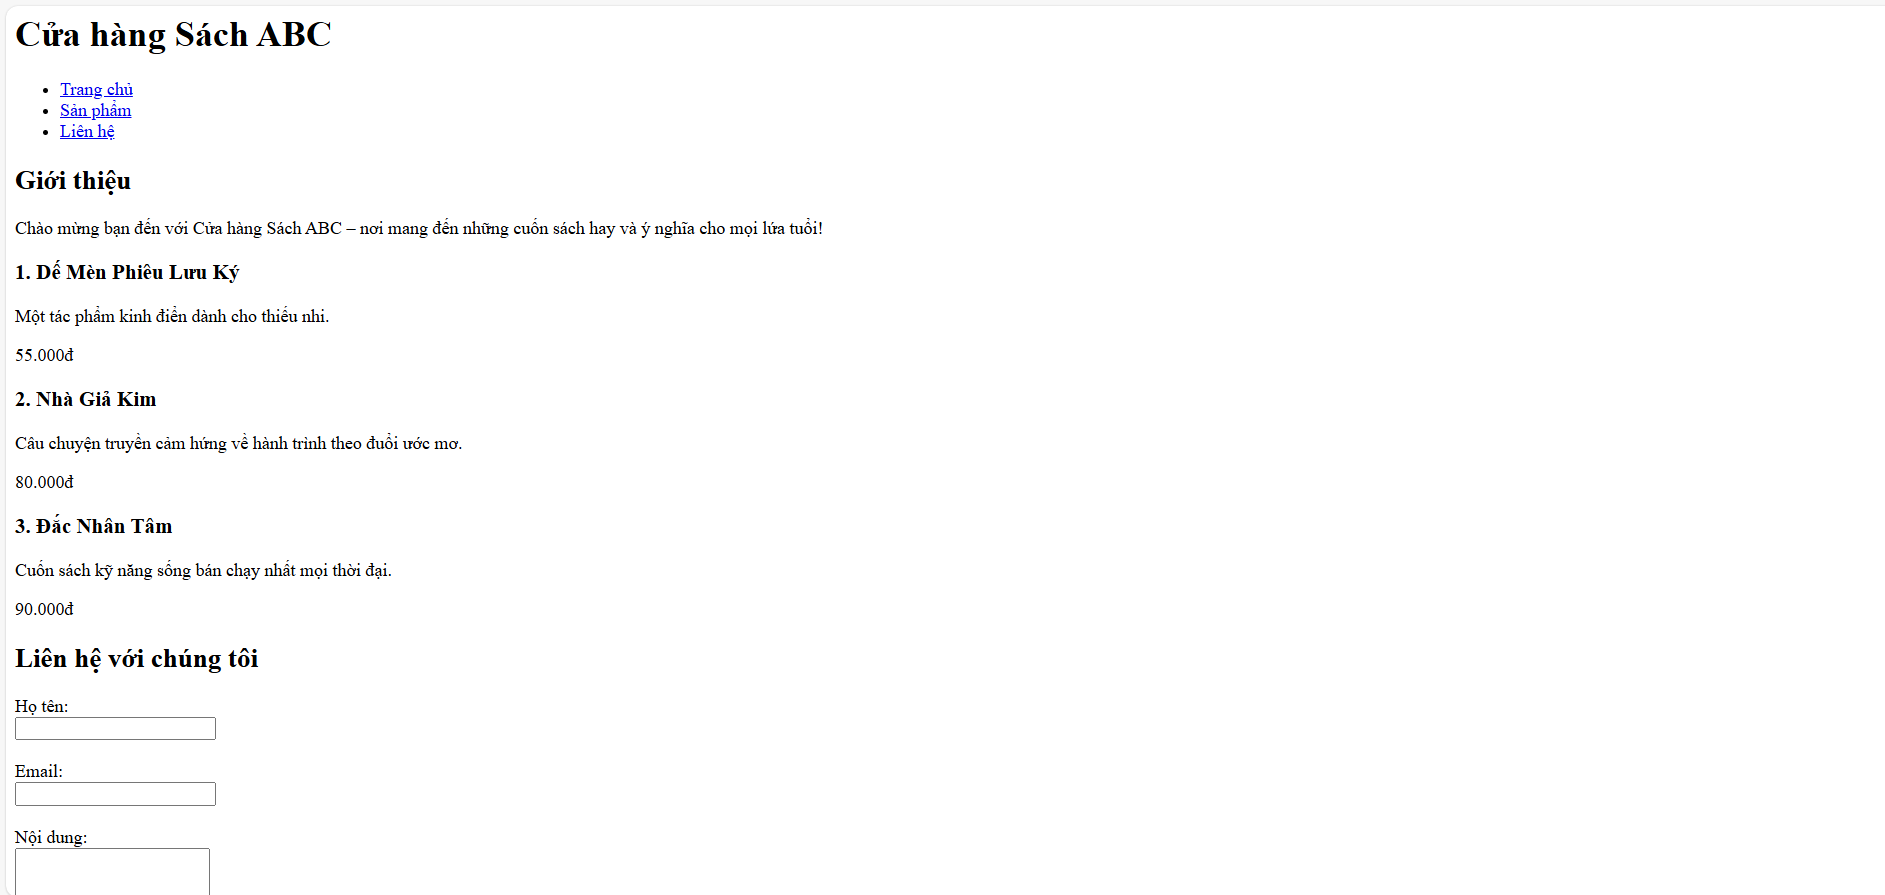 Cửa hàng Sách ABC
Trang chủ
Sản phẩm
Liên hệ
Giới thiệu
Chào mừng bạn đến với Cửa hàng Sách ABC – nơi mang đến những cuốn sách hay và ý nghĩa cho mọi lứa tuổi!
1. Dế Mèn Phiêu Lưu Ký
Một tác phẩm kinh điển dành cho thiếu nhi.
55.000đ
2. Nhà Giả Kim
Câu chuyện truyền cảm hứng về hành trình theo đuổi ước mơ.
80.000đ
3. Đắc Nhân Tâm
Cuốn sách kỹ năng sống bán chạy nhất mọi thời đại.
90.000đ
Liên hệ với chúng tôi
Họ tên:
Email:
Nội dung: